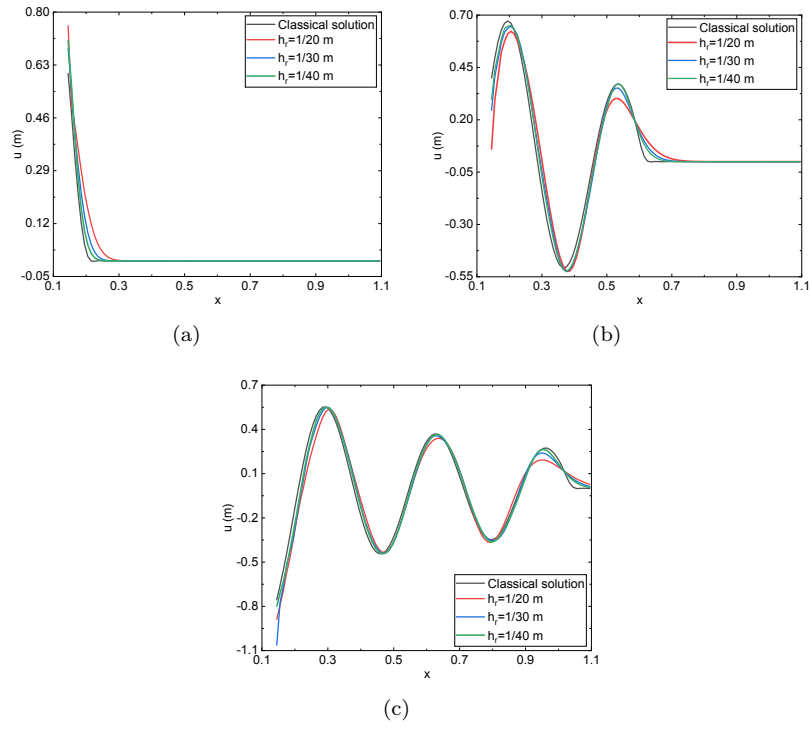 0.80
0.63
0.46
0.29
0.12
-0.05
u (m)
0.1
0.3
0.5
0.7
0.9
1.1
x
Classical solution
hr=1/20 m
hr=1/30 m
hr=1/40 m
(a)
0.70
0.45
0.20
-0.05
-0.30
-0.55
u (m)
0.1
0.3
0.5
0.7
0.9
1.1
x
Classical solution
hr=1/20 m
hr=1/30 m
hr=1/40 m
(b)
0.7
0.4
0.1
-0.2
-0.5
-0.8
-1.1
u (m)
0.1
0.3
0.5
0.7
0.9
1.1
x
Classical solution
hr=1/20 m
hr=1/30 m
hr=1/40 m
(c)